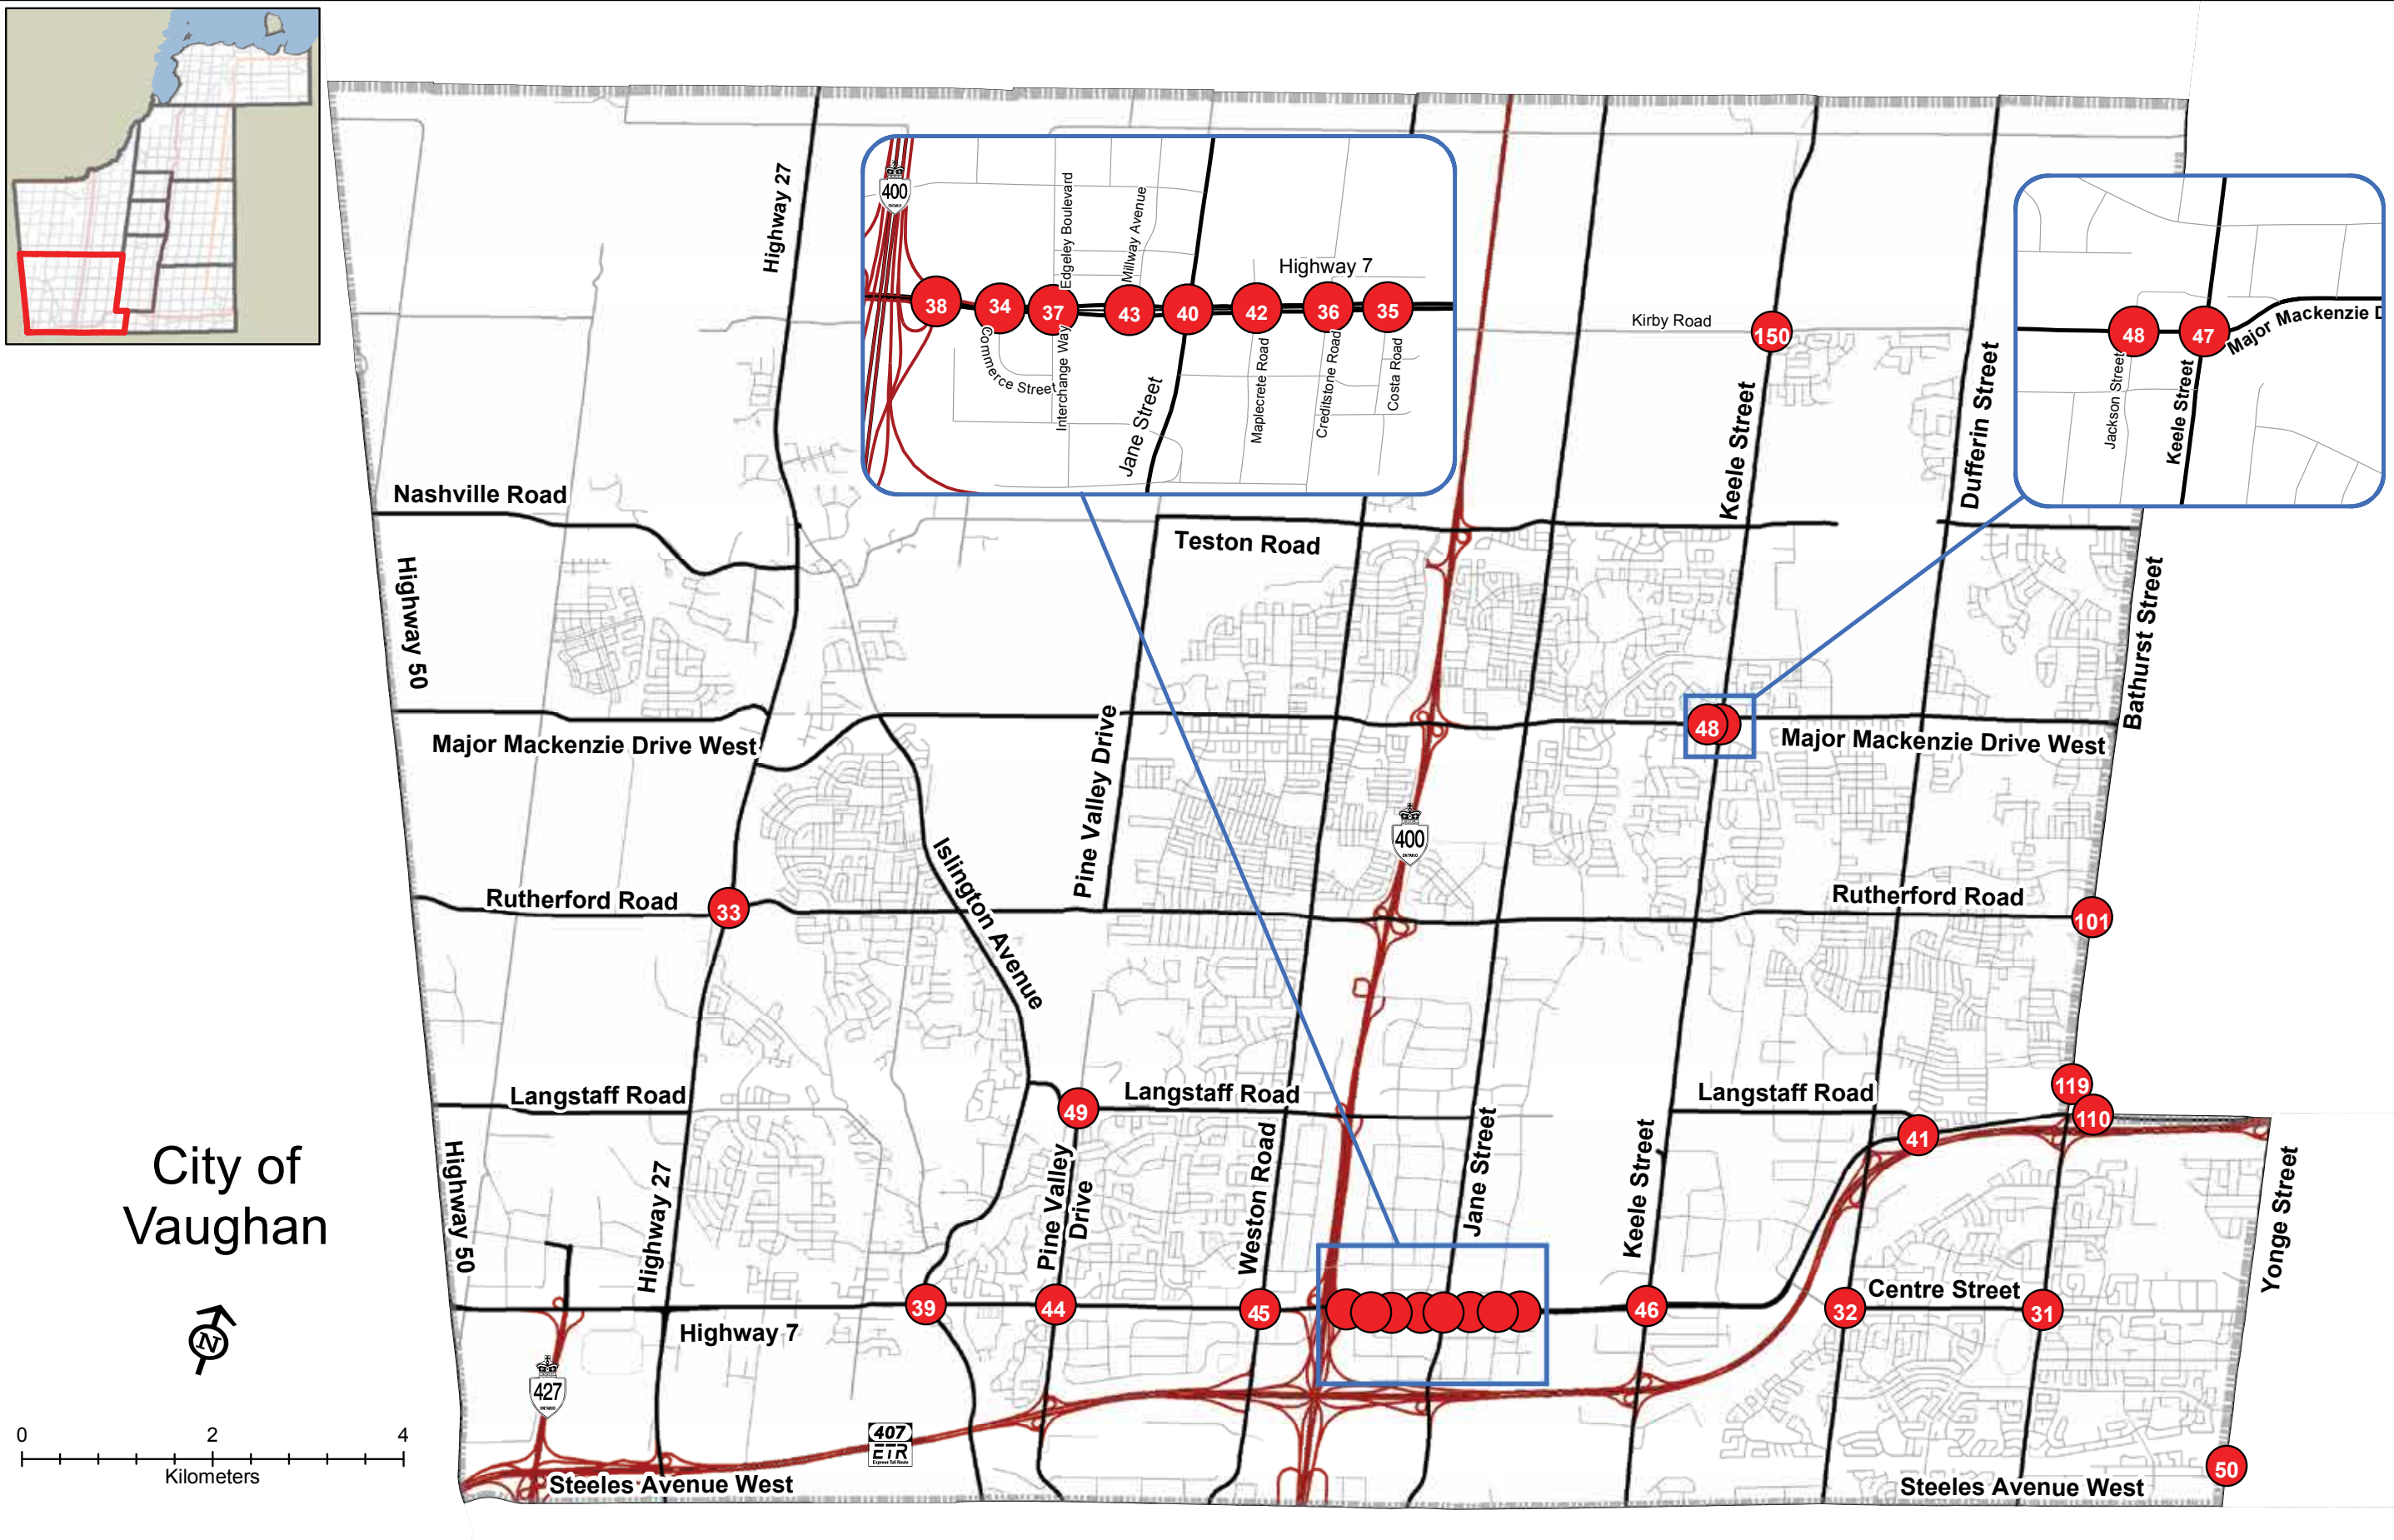 Highway 27
400
ONTARIO
Edgeley Boulevard
Millway Avenue
Highway 7
38
34
37
43
40
42
36
35
Commerce Street
Interchange Way
Jane Street
Maplecrete Road
Creditstone Road
Costa Road
Kirby Road
150
48
47
Major Mackenzie D
Jackson Street
Keele Street
Keele Street
Dufferin Street
Nashville Road
Teston Road
Highway 50
Bathurst Street
48
Major Mackenzie Drive West
Major Mackenzie Drive West
Pine Valley Drive
400
ONTARIO
Islington Avenue
Rutherford Road
33
Rutherford Road
101
Langstaff Road
49
Langstaff Road
Langstaff Road
119
110
41
City of
Vaughan
N
Highway 50
Highway 27
Pine Valley
Drive
Weston Road
Jane Street
Keele Street
Yonge Street
39
44
45
46
32
Centre Street
31
Highway 7
427
ONTARIO
407
ETR
Express Toll Route
0
2
4
Kilometers
Steeles Avenue West
Steeles Avenue West
50